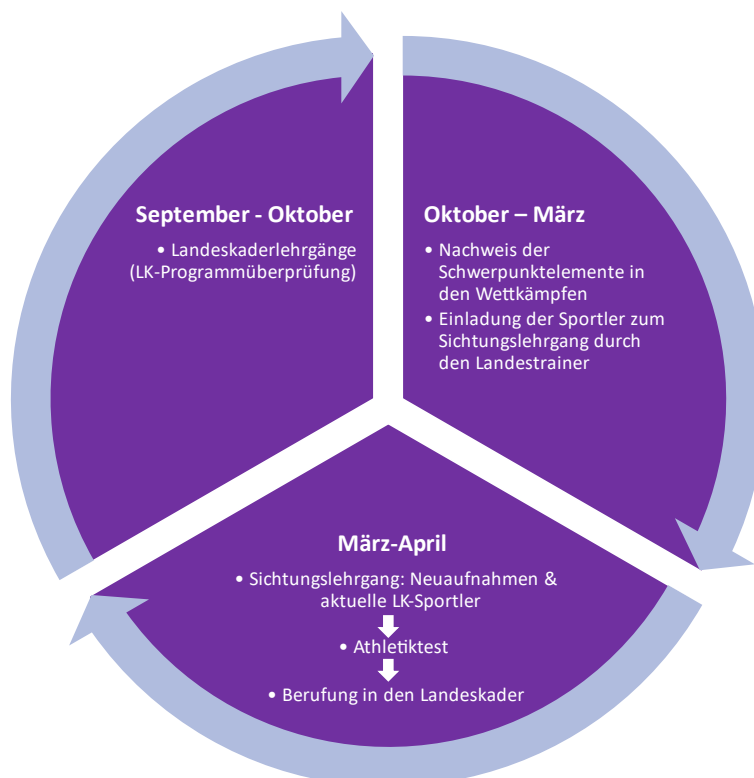 September - Oktober
• Landeskaderlehrgänge
(LK-Programmüberprüfung)
Oktober – März
• Nachweis der
Schwerpunktelemente in
den Wettkämpfen
• Einladung der Sportler zum
Sichtungslehrgang durch
den Landestrainer
März-April
• Sichtungslehrgang: Neuaufnahmen &
aktuelle LK-Sportler
• Athletiktest
• Berufung in den Landeskader